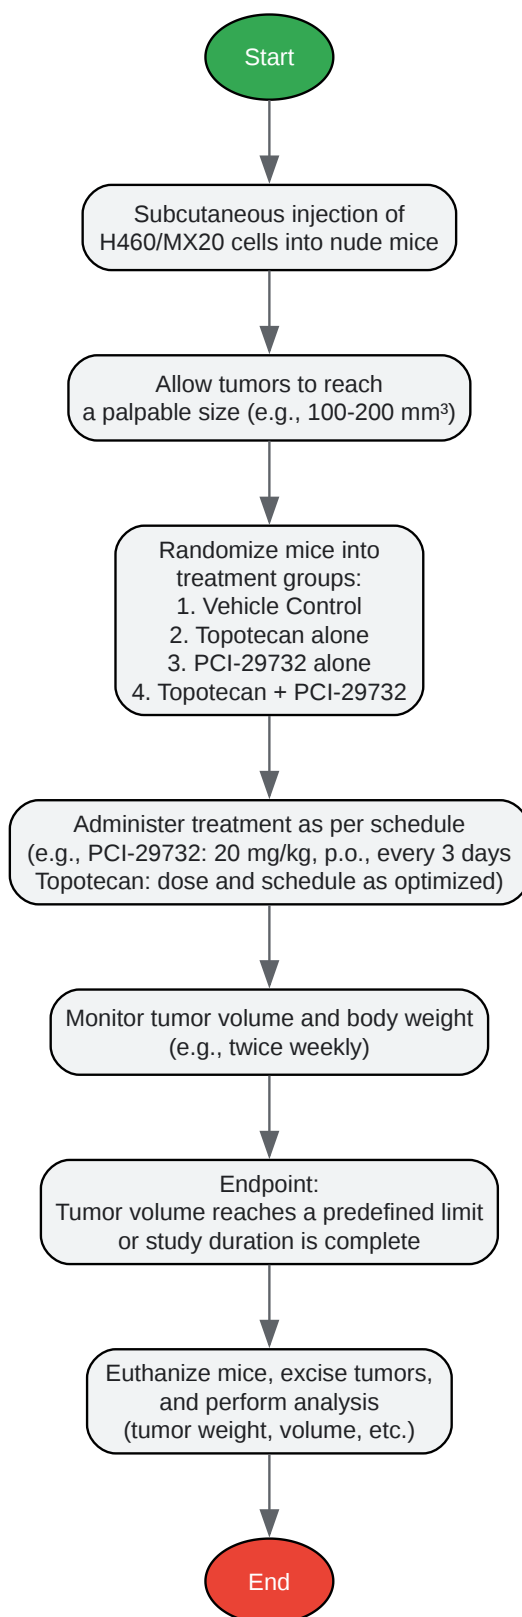 Start
Subcutaneous injection of
H460/MX20 cells into nude mice
Allow tumors to reach
a palpable size (e.g., 100-200 mm³)
Randomize mice into
treatment groups:
1. Vehicle Control
2. Topotecan alone
3. PCI-29732 alone
4. Topotecan + PCI-29732
Administer treatment as per schedule
(e.g., PCI-29732: 20 mg/kg, p.o., every 3 days
Topotecan: dose and schedule as optimized)
Monitor tumor volume and body weight
(e.g., twice weekly)
Endpoint:
Tumor volume reaches a predefined limit
or study duration is complete
Euthanize mice, excise tumors,
and perform analysis
(tumor weight, volume, etc.)
End